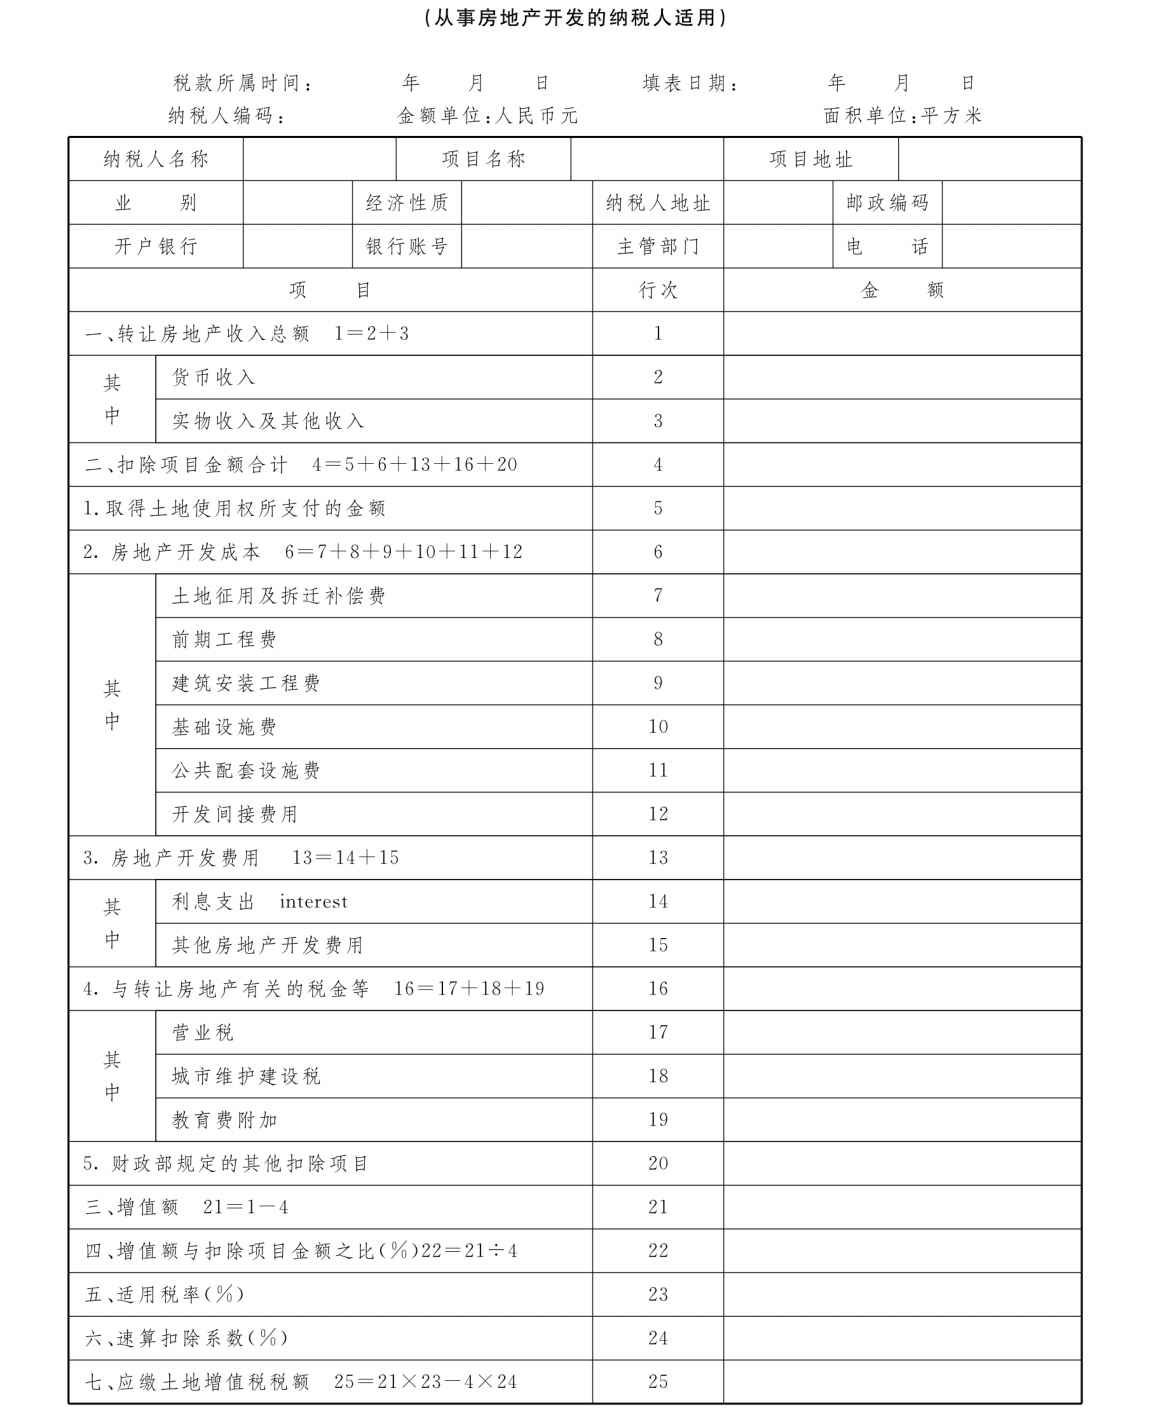 (从事房地产开发的纳税人适用)
税款所属时间: 年 月 日 填表日期: 年 月 日
纳税人编码: 金额单位:人民币元 面积单位:平方米
纳税人名称 项目名称 项目地址
业 别 经济性质 纳税人地址 邮政编码
开户银行 银行账号 主管部门 电 话
项 目 行次 金 额
一、转让房地产收入总额 1=2+3 1
其中
货币收入 2
实物收入及其他收入 3
二、扣除项目金额合计 4=5+6+13+16+20 4
1.取得土地使用权所支付的金额 5
2. 房地产开发成本 6=7+8+9+10+11+12 6
其中
土地征用及拆迁补偿费 7
前期工程费 8
建筑安装工程费 9
基础设施费 10
公共配套设施费 11
开发间接费用 12
3. 房地产开发费用 13=14+15 13
其中
利息支出 interest 14
其他房地产开发费用 15
4. 与转让房地产有关的税金等 16=17+18+19 16
其中
营业税 17
城市维护建设税 18
教育费附加 19
5. 财政部规定的其他扣除项目 20
三、增值额 21=1-4 21
四、增值额与扣除项目金额之比(%)22=21÷4 22
五、适用税率(%) 23
六、速算扣除系数(%) 24
七、应缴土地增值税税额 25=21×23-4×24 25